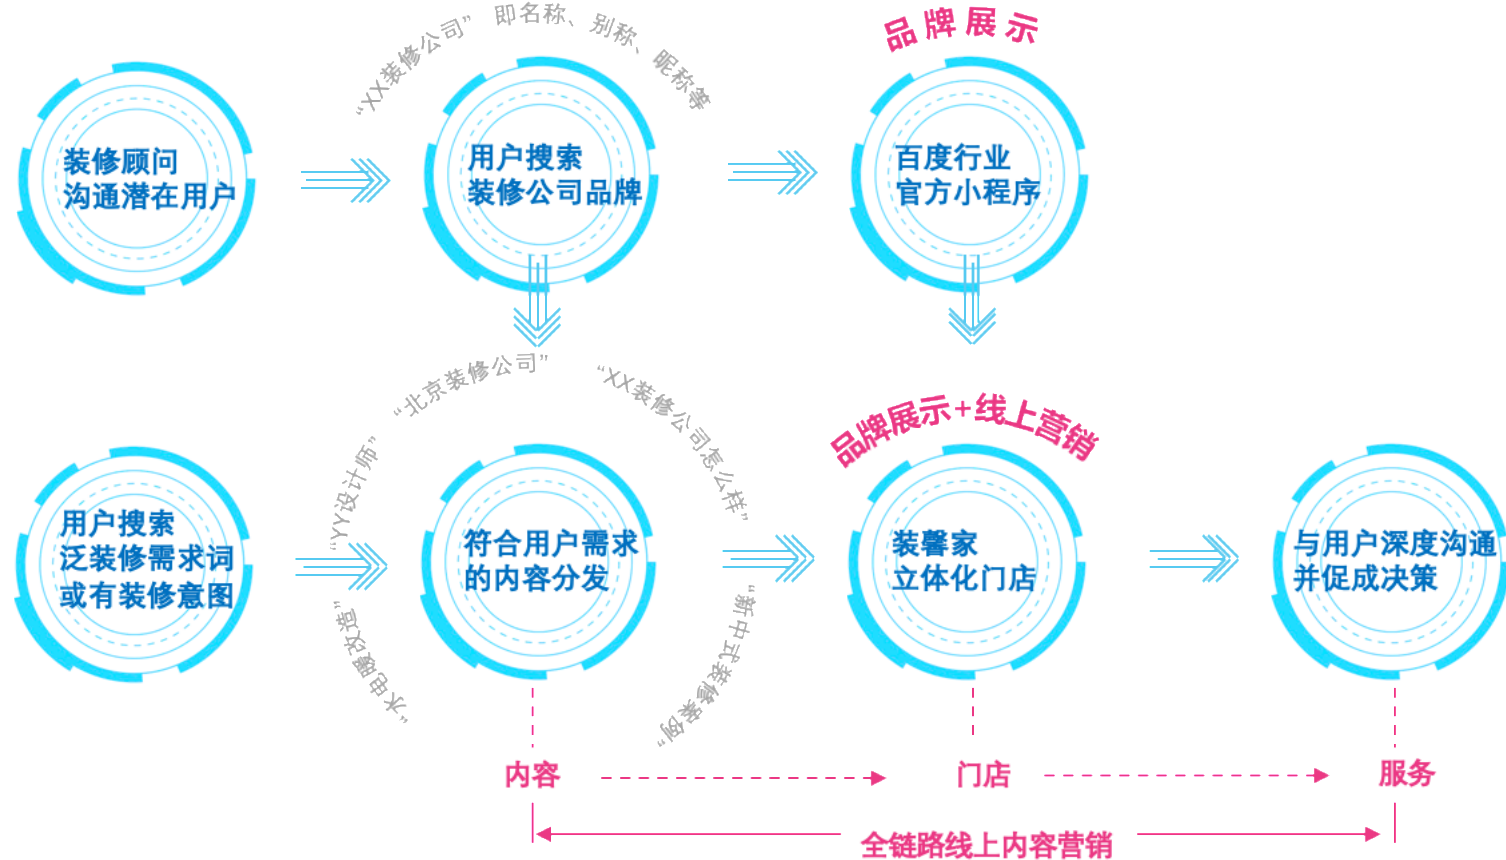 “XX装修公司” 即名称、别称、昵称等
品牌展示
装修顾问
沟通潜在用户
用户搜索
装修公司品牌
百度行业
官方小程序
“北京装修公司”
“XX装修公司怎么样”
“YY设计师”
品牌展示+线上营销
用户搜索
泛装修需求词
或有装修意图
符合用户需求
的内容分发
装馨家
立体化门店
与用户深度沟通
并促成决策
“水电暖改造”
“新中式装修案例”
内容
门店
服务
全链路线上内容营销